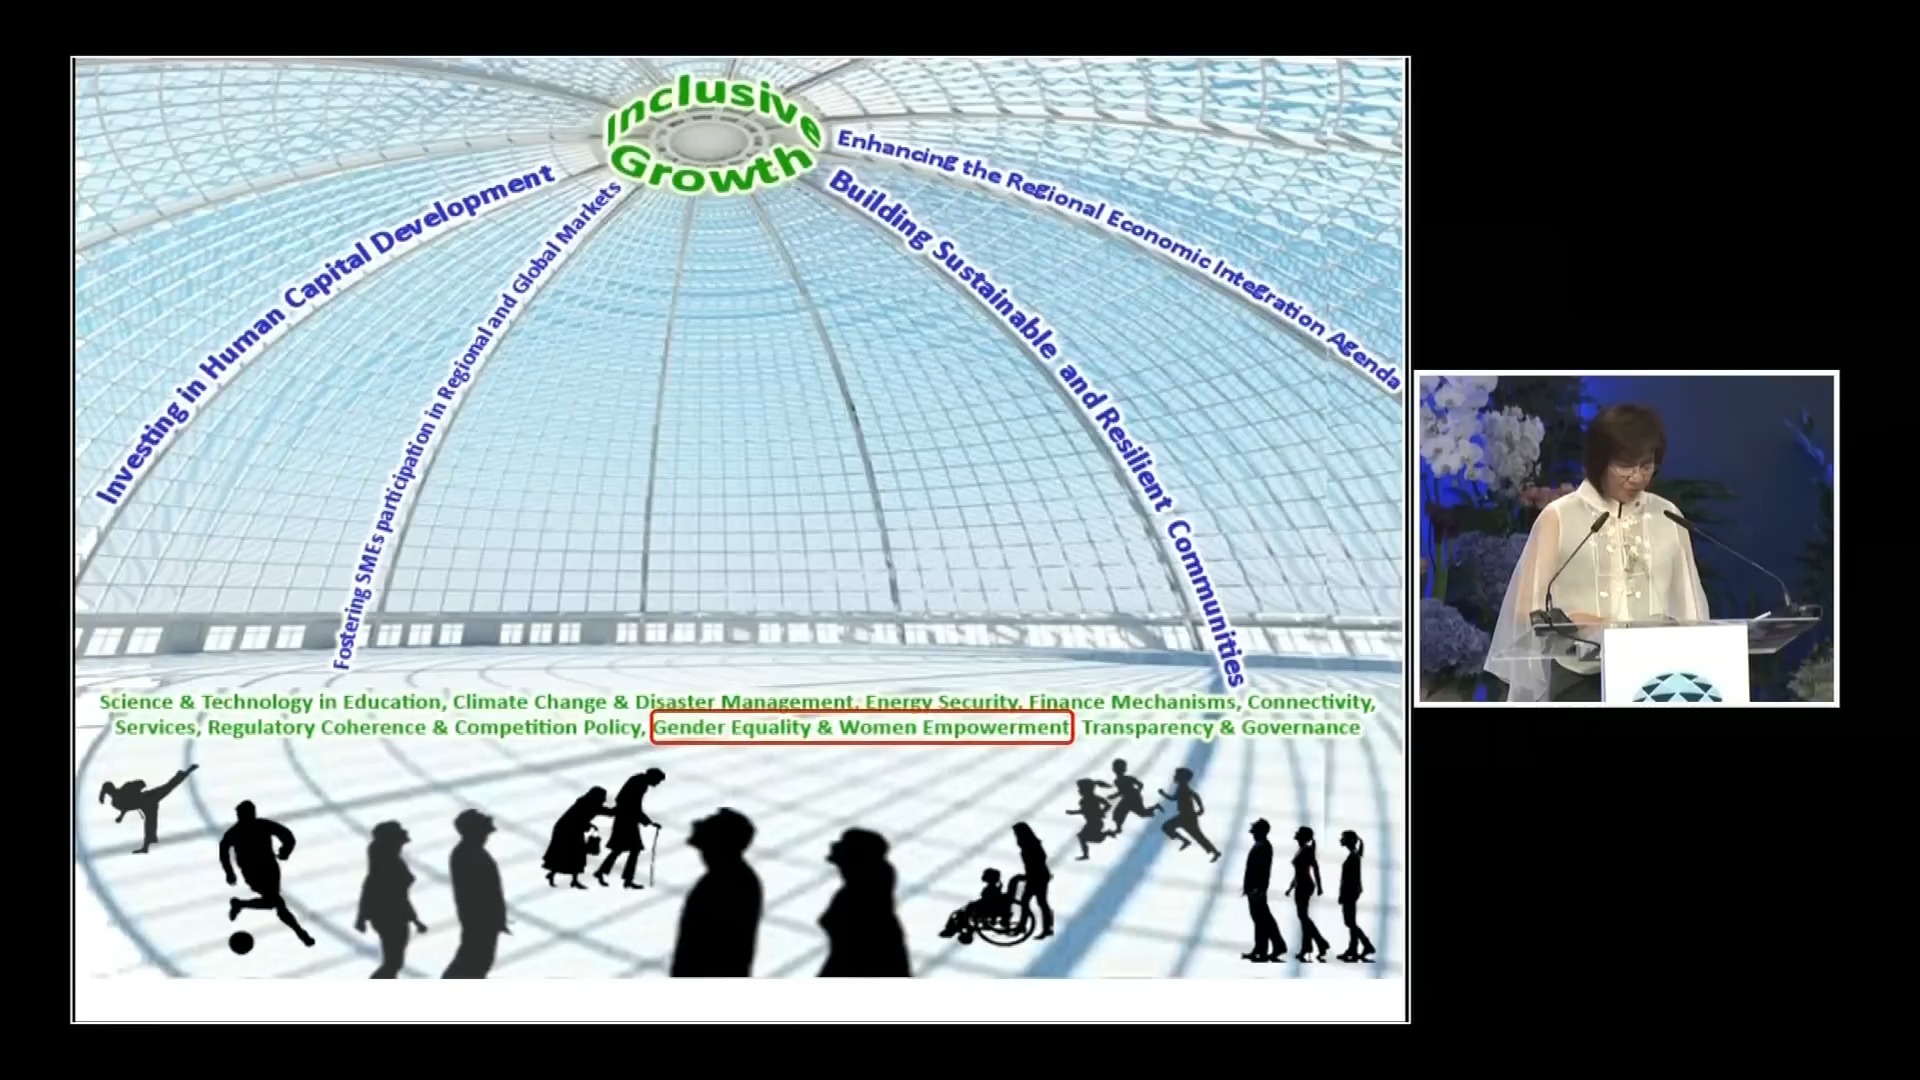 Inclusive
Growth
Investing in Human Capital Development
Fostering SMEs participation in Regional and Global Markets
Building Sustainable and Resilient Communities
Enhancing the Regional Economic Integration Agenda
Science & Technology in Education, Climate Change & Disaster Management, Energy Security, Finance Mechanisms, Connectivity,
Services, Regulatory Coherence & Competition Policy, Gender Equality & Women Empowerment, Transparency & Governance